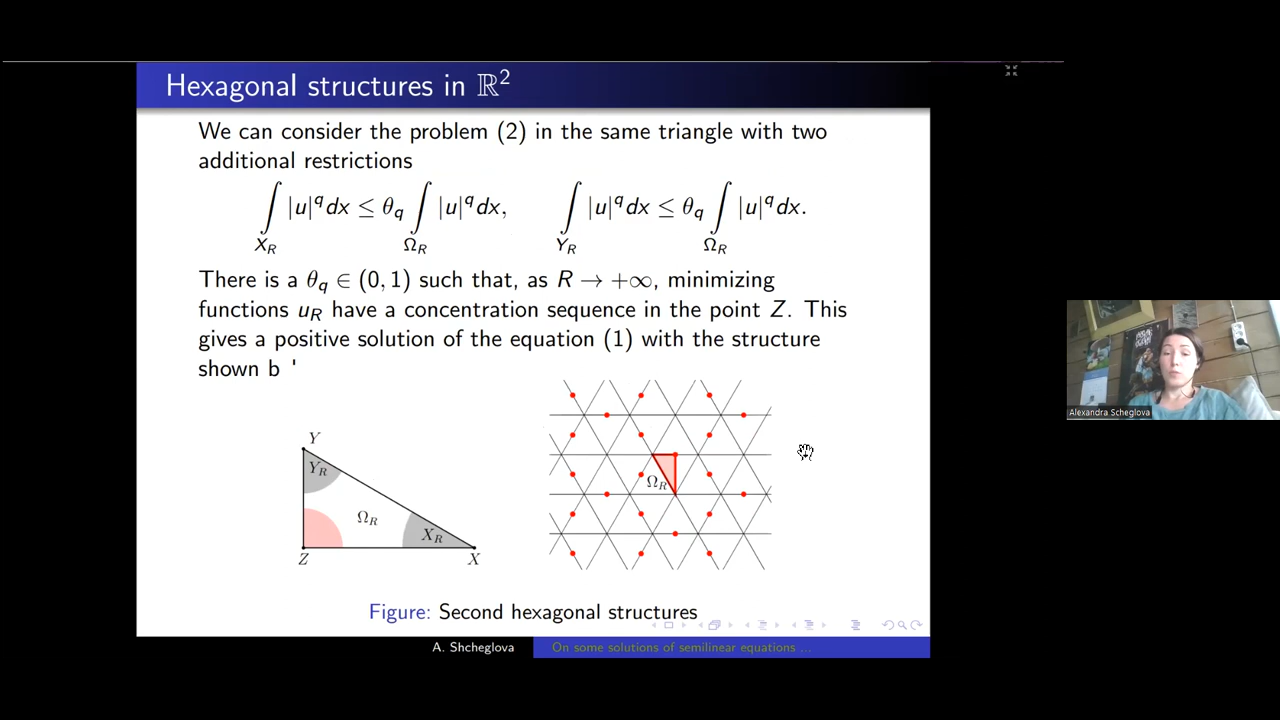 Hexagonal structures in ℝ²
We can consider the problem (2) in the same triangle with two
additional restrictions
∫_{X_R} |u|^q dx ≤ θ_q ∫_{Ω_R} |u|^q dx, ∫_{Y_R} |u|^q dx ≤ θ_q ∫_{Ω_R} |u|^q dx.
There is a θ_q ∈ (0, 1) such that, as R → +∞, minimizing
functions u_R have a concentration sequence in the point Z. This
gives a positive solution of the equation (1) with the structure
shown b
Y
Y_R
Ω_R
X_R
Z X
Ω_R
Figure: Second hexagonal structures
A. Shcheglova On some solutions of semilinear equations ...
Alexandra Scheglova